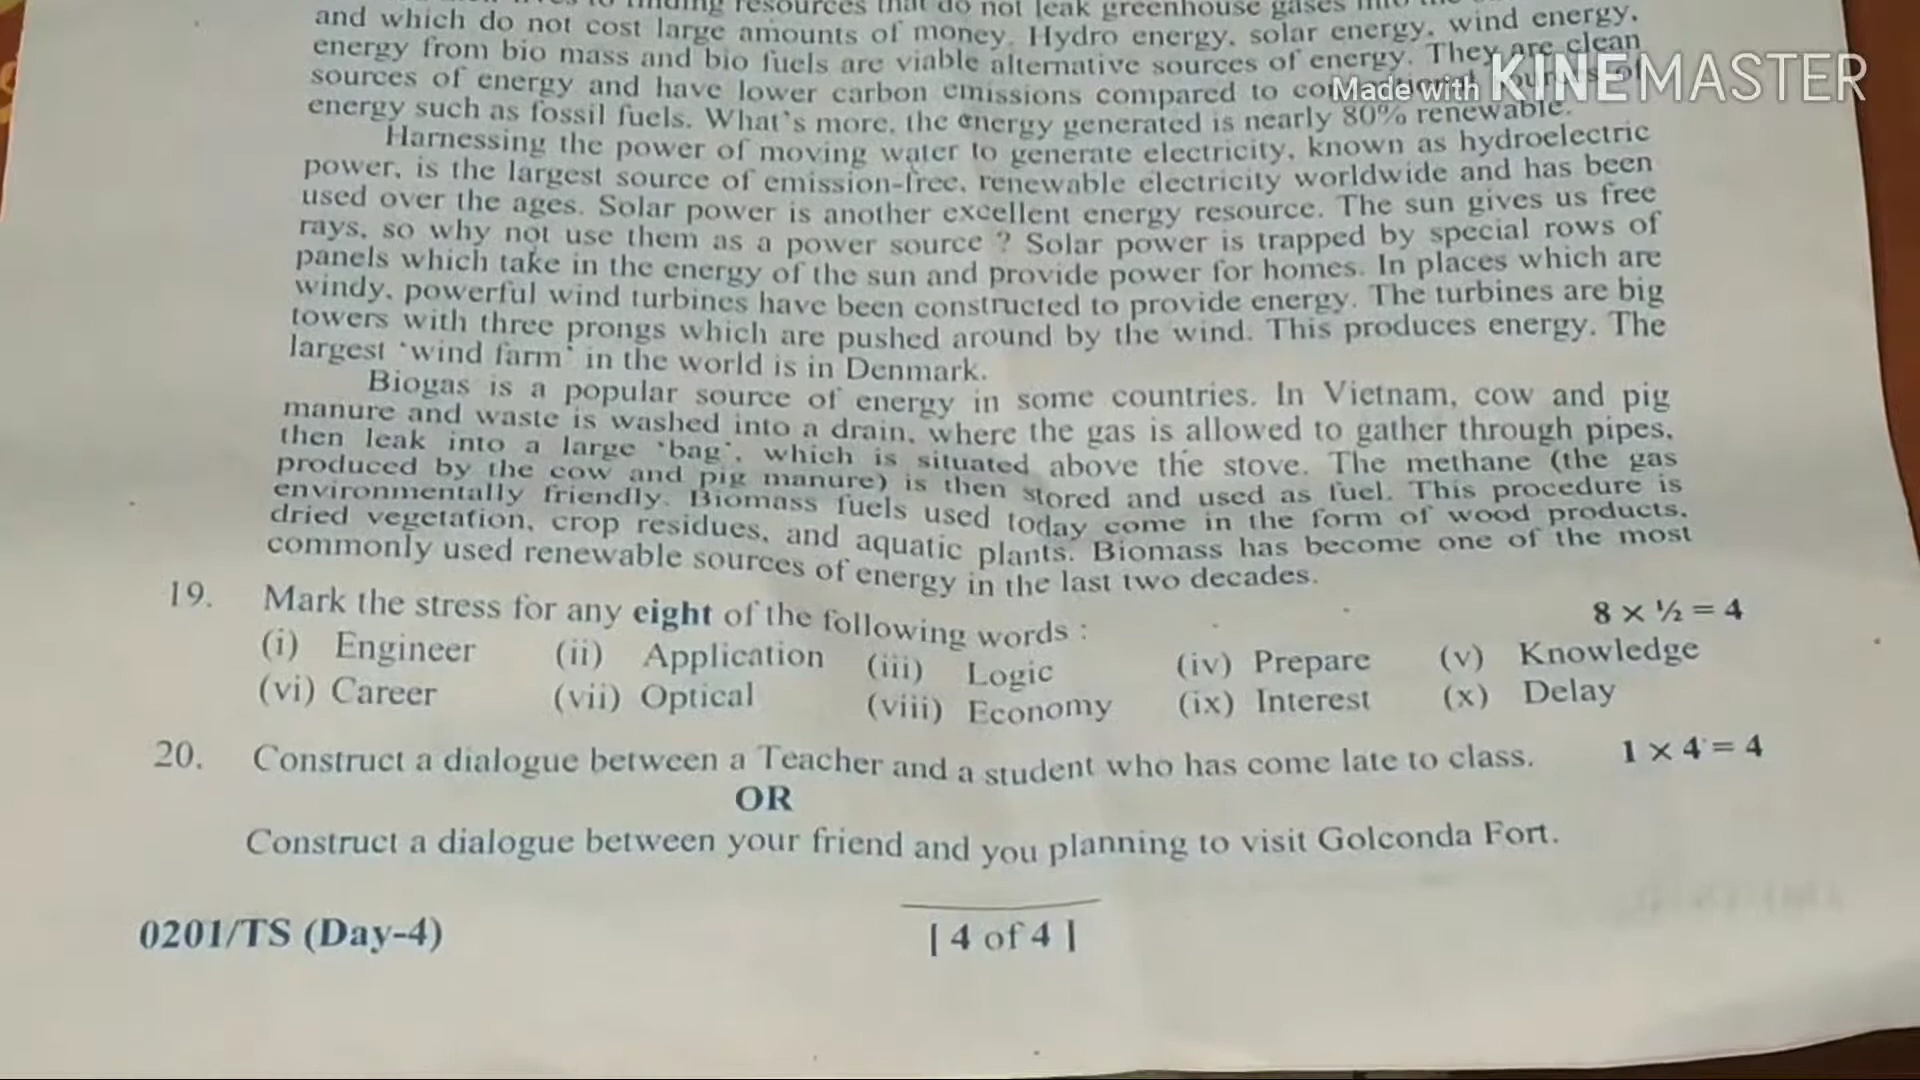 resources that do not leak greenhouse gases
and which do not cost large amounts of money. Hydro energy, solar energy, wind energy,
energy from bio mass and bio fuels are viable alternative sources of energy. They are clean
sources of energy and have lower carbon emissions compared to
Made with KINEMASTER
energy such as fossil fuels. What's more, the energy generated is nearly 80% renewable.
Harnessing the power of moving water to generate electricity, known as hydroelectric
power, is the largest source of emission-free, renewable electricity worldwide and has been
used over the ages. Solar power is another excellent energy resource. The sun gives us free
rays, so why not use them as a power source ? Solar power is trapped by special rows of
panels which take in the energy of the sun and provide power for homes. In places which are
windy, powerful wind turbines have been constructed to provide energy. The turbines are big
towers with three prongs which are pushed around by the wind. This produces energy. The
largest 'wind farm' in the world is in Denmark.
Biogas is a popular source of energy in some countries. In Vietnam, cow and pig
manure and waste is washed into a drain, where the gas is allowed to gather through pipes,
then leak into a large 'bag', which is situated above the stove. The methane (the gas
produced by the cow and pig manure) is then stored and used as fuel. This procedure is
environmentally friendly. Biomass fuels used today come in the form of wood products,
dried vegetation, crop residues, and aquatic plants. Biomass has become one of the most
commonly used renewable sources of energy in the last two decades.
19. Mark the stress for any eight of the following words : 8 × ½ = 4
(i) Engineer (ii) Application (iii) Logic (iv) Prepare (v) Knowledge
(vi) Career (vii) Optical (viii) Economy (ix) Interest (x) Delay
20. Construct a dialogue between a Teacher and a student who has come late to class. 1 × 4 = 4
OR
Construct a dialogue between your friend and you planning to visit Golconda Fort.
0201/TS (Day-4) [ 4 of 4 ]